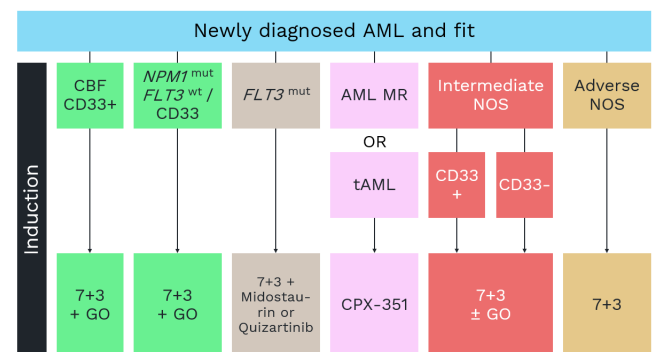 Newly diagnosed AML and fit
Induction
CBF
CD33+
NPM1 mut
FLT3 wt /
CD33
FLT3 mut
AML MR
OR
tAML
Intermediate
NOS
CD33
+
CD33-
Adverse
NOS
7+3
+ GO
7+3
+ GO
7+3 +
Midostau-
rin or
Quizartinib
CPX-351
7+3
± GO
7+3